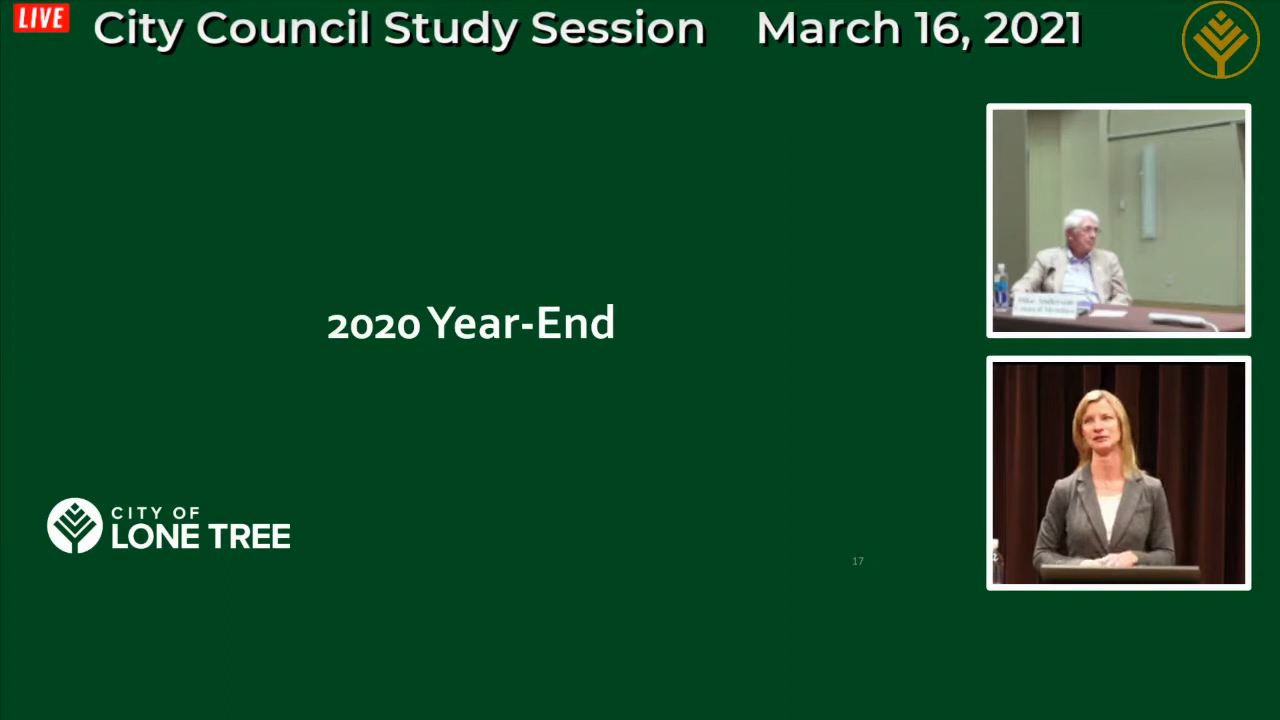 LIVE
City Council Study Session March 16, 2021
2020 Year-End
CITY OF
LONE TREE
17